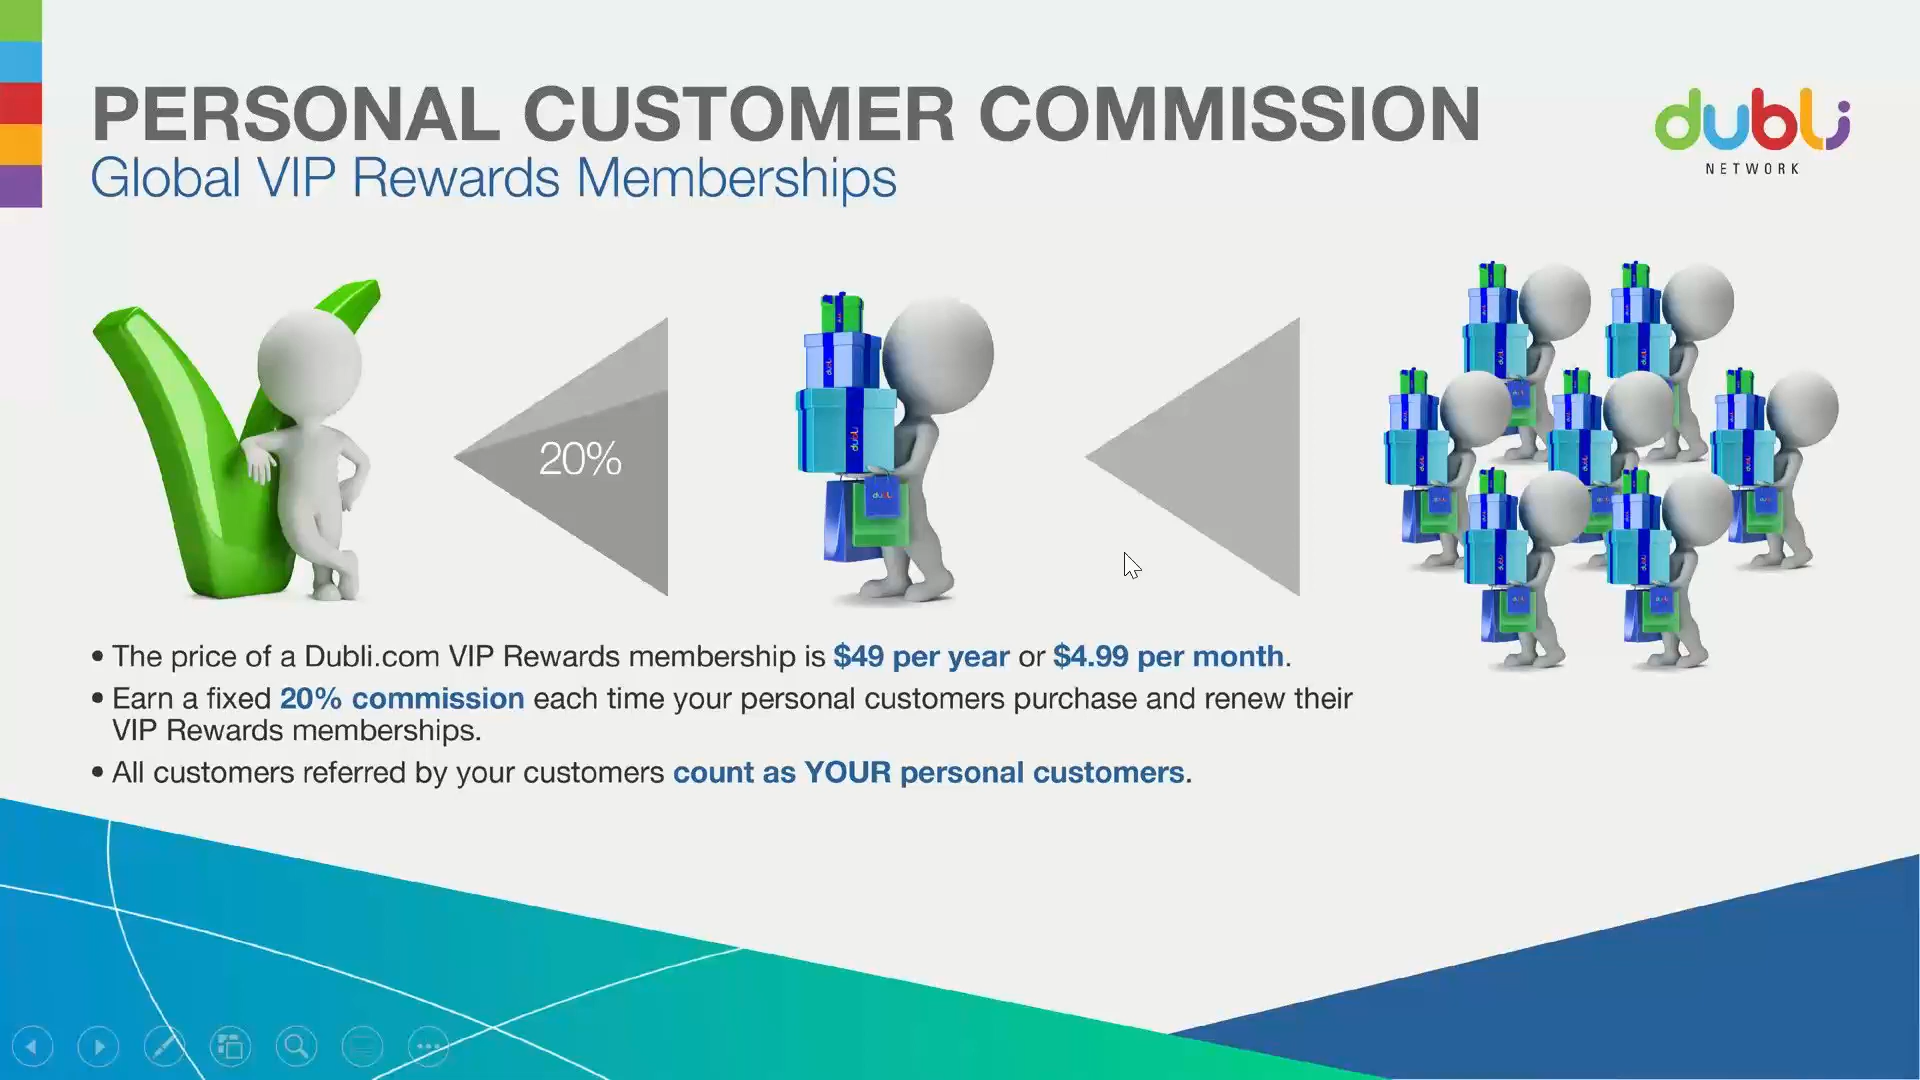 PERSONAL CUSTOMER COMMISSION
Global VIP Rewards Memberships
dubli
NETWORK
20%
• The price of a Dubli.com VIP Rewards membership is $49 per year or $4.99 per month.
• Earn a fixed 20% commission each time your personal customers purchase and renew their
VIP Rewards memberships.
• All customers referred by your customers count as YOUR personal customers.